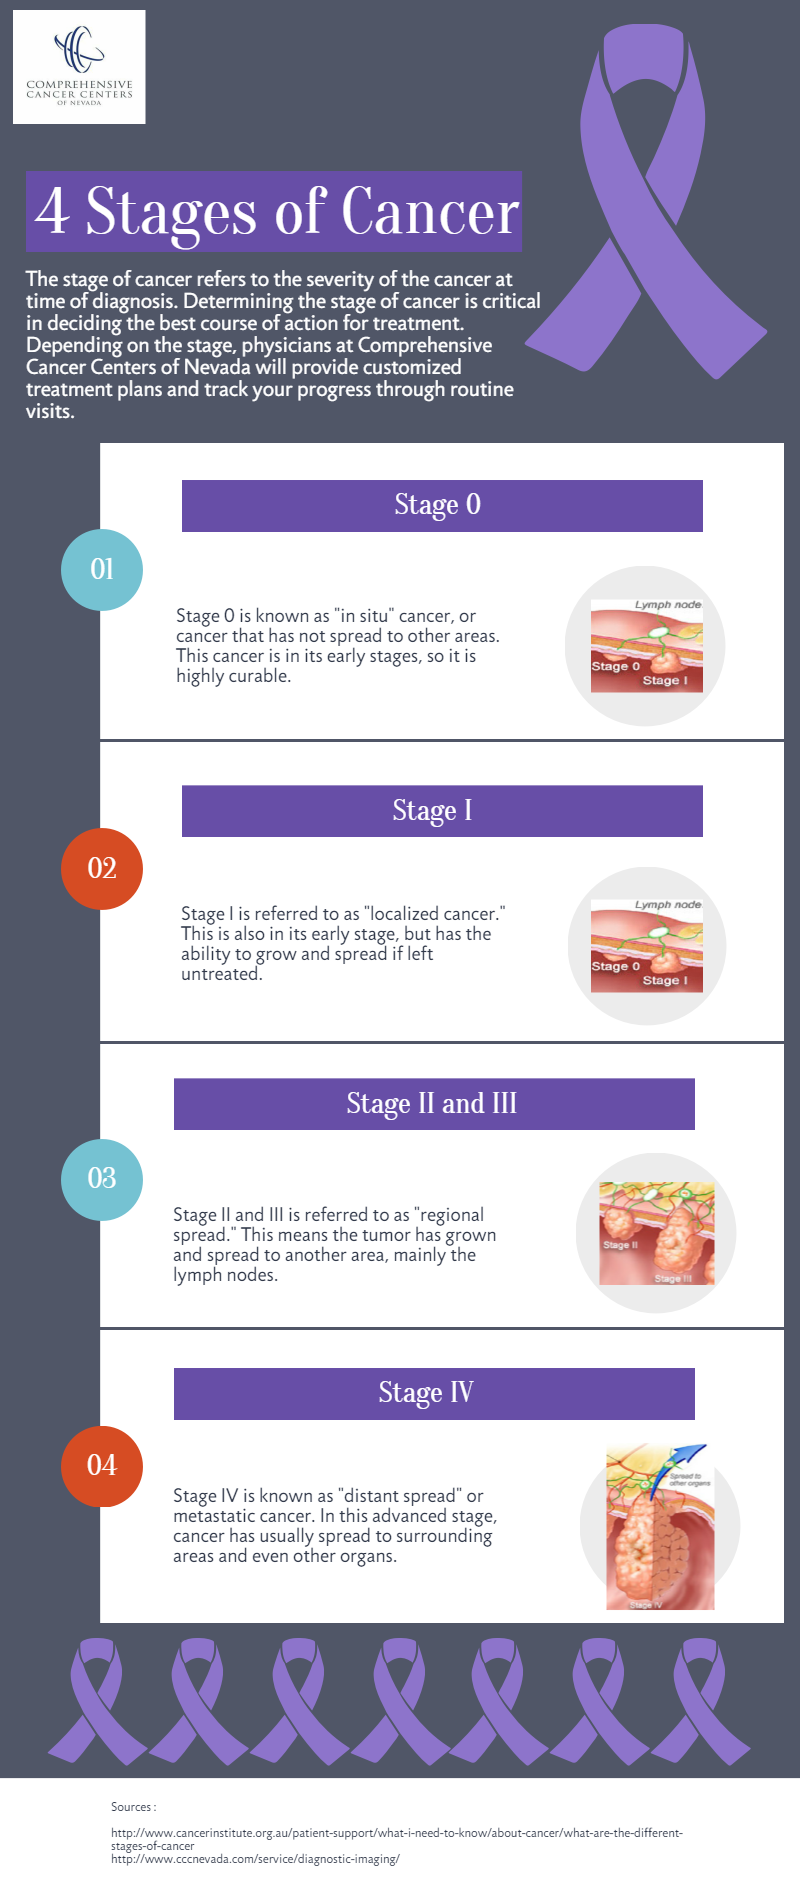 COMPREHENSIVE
CANCER CENTERS
OF NEVADA
4 Stages of Cancer
The stage of cancer refers to the severity of the cancer at
time of diagnosis. Determining the stage of cancer is critical
in deciding the best course of action for treatment.
Depending on the stage, physicians at Comprehensive
Cancer Centers of Nevada will provide customized
treatment plans and track your progress through routine
visits.
Stage 0
01
Stage 0 is known as "in situ" cancer, or
cancer that has not spread to other areas.
This cancer is in its early stages, so it is
highly curable.
Lymph node
Stage 0
Stage I
Stage I
02
Stage I is referred to as "localized cancer."
This is also in its early stage, but has the
ability to grow and spread if left
untreated.
Lymph node
Stage 0
Stage I
Stage II and III
03
Stage II and III is referred to as "regional
spread." This means the tumor has grown
and spread to another area, mainly the
lymph nodes.
Stage II
Stage III
Stage IV
04
Stage IV is known as "distant spread" or
metastatic cancer. In this advanced stage,
cancer has usually spread to surrounding
areas and even other organs.
Spread to
other organs
Stage IV
Sources :
http://www.cancerinstitute.org.au/patient-support/what-i-need-to-know/about-cancer/what-are-the-different-
stages-of-cancer
http://www.cccnevada.com/service/diagnostic-imaging/